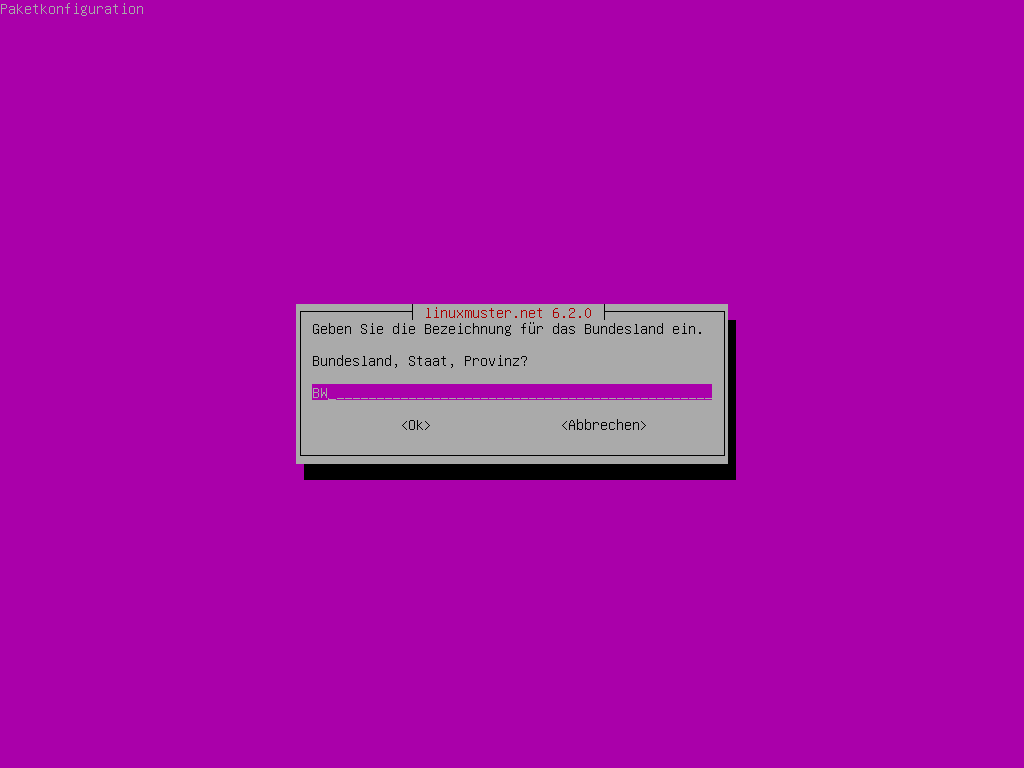 Paketkonfiguration
linuxmuster.net 6.2.0
Geben Sie die Bezeichnung für das Bundesland ein.
Bundesland, Staat, Provinz?
BW_______________________________________________
<Ok> <Abbrechen>